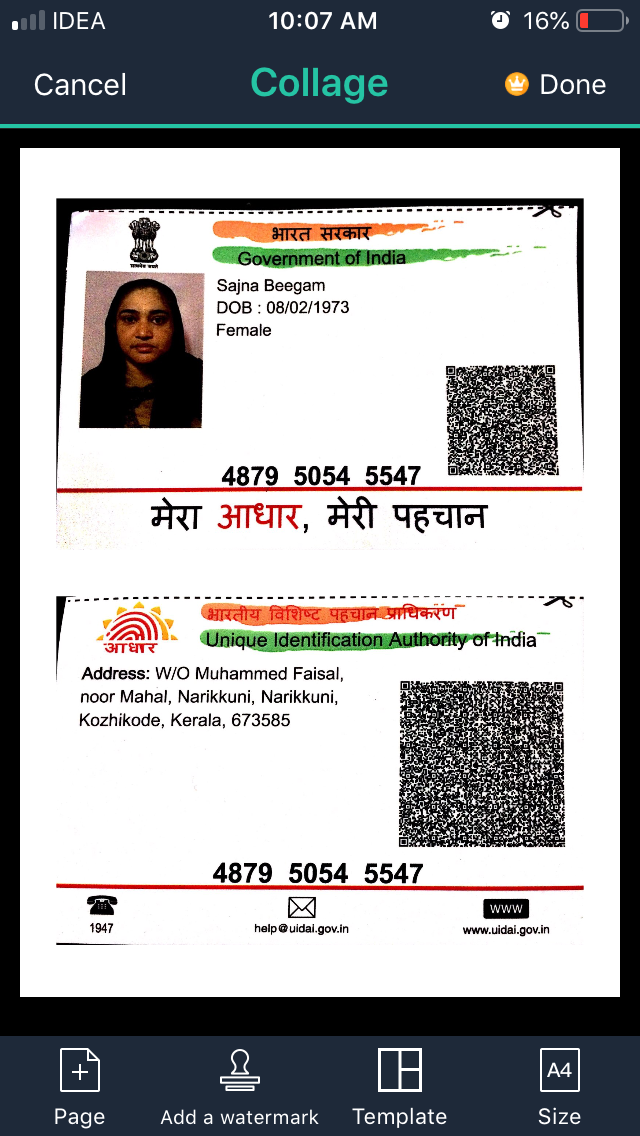 IDEA 10:07 AM 16%
Cancel Collage Done
सत्यमेव जयते
भारत सरकार
Government of India
Sajna Beegam
DOB : 08/02/1973
Female
4879 5054 5547
मेरा आधार, मेरी पहचान
आधार
भारतीय विशिष्ट पहचान प्राधिकरण
Unique Identification Authority of India
Address: W/O Muhammed Faisal,
noor Mahal, Narikkuni, Narikkuni,
Kozhikode, Kerala, 673585
4879 5054 5547
WWW
1947 help@uidai.gov.in www.uidai.gov.in
A4
Page Add a watermark Template Size